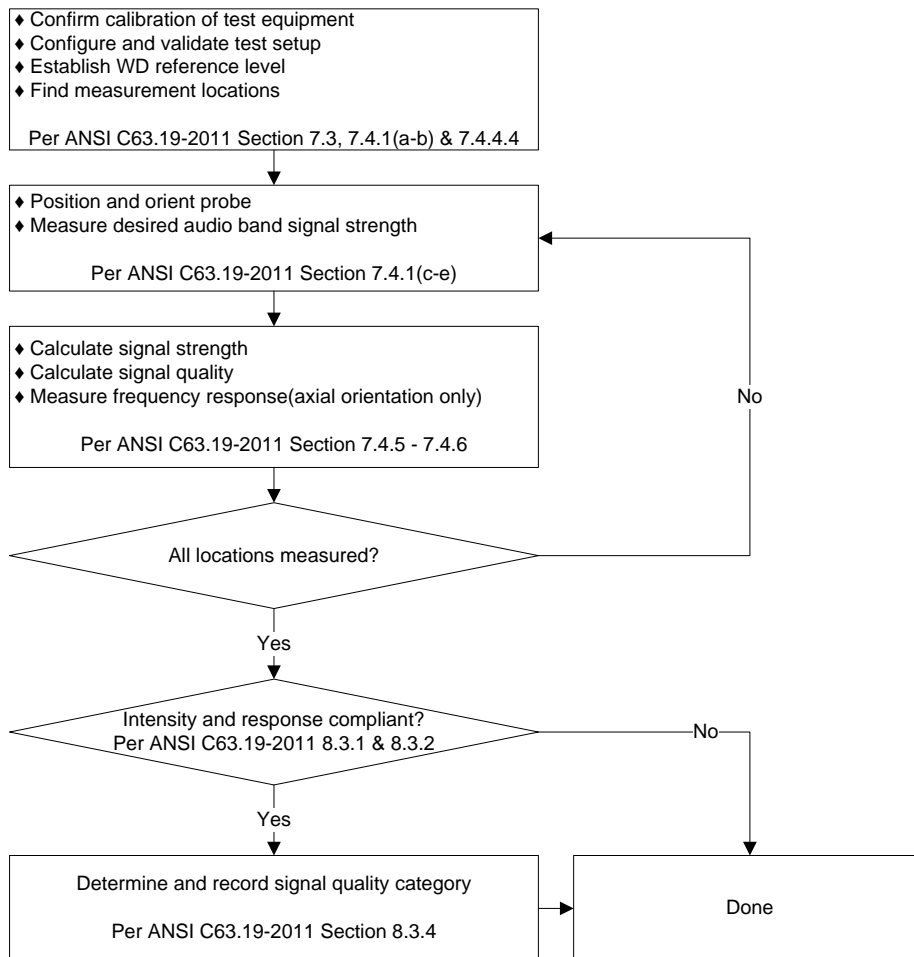 ♦ Confirm calibration of test equipment
♦ Configure and validate test setup
♦ Establish WD reference level
♦ Find measurement locations
Per ANSI C63.19-2011 Section 7.3, 7.4.1(a-b) & 7.4.4.4
♦ Position and orient probe
♦ Measure desired audio band signal strength
Per ANSI C63.19-2011 Section 7.4.1(c-e)
♦ Calculate signal strength
♦ Calculate signal quality
♦ Measure frequency response(axial orientation only)
Per ANSI C63.19-2011 Section 7.4.5 - 7.4.6
No
All locations measured?
Yes
Intensity and response compliant?
Per ANSI C63.19-2011 8.3.1 & 8.3.2
No
Yes
Determine and record signal quality category
Per ANSI C63.19-2011 Section 8.3.4
Done